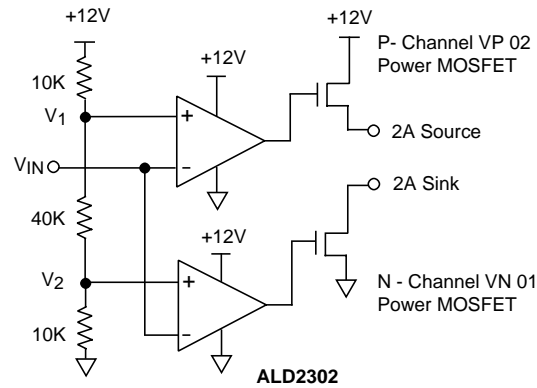 +12V
+12V
P- Channel VP 02
Power MOSFET
+12V
10K
V1
+
2A Source
VIN
−
2A Sink
40K
+12V
V2
+
N - Channel VN 01
Power MOSFET
10K
−
ALD2302